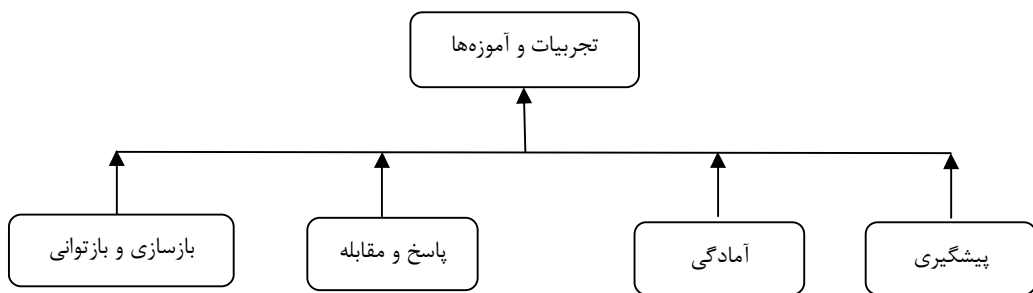 تجربیات و آموزه‌ها
پیشگیری
آمادگی
پاسخ و مقابله
بازسازی و بازتوانی